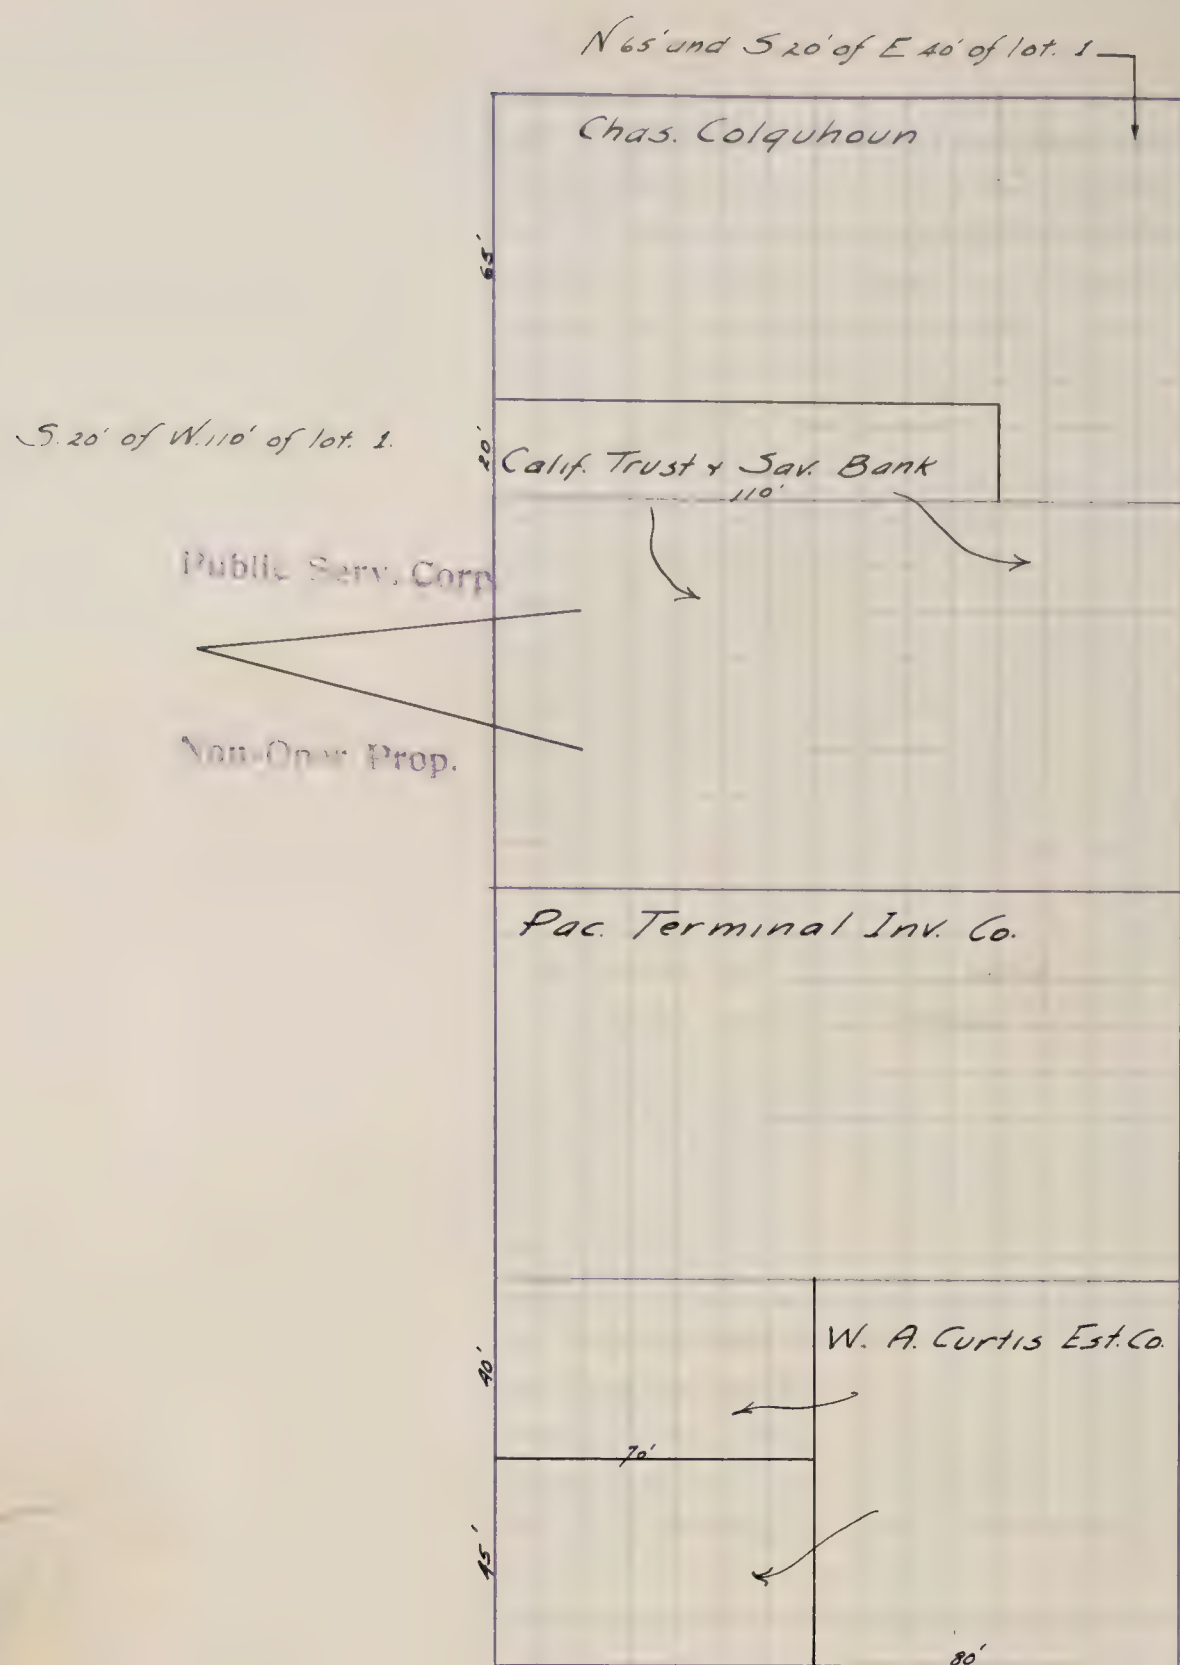 N 65' and S 20' of E 40' of lot. 1
Chas. Colquhoun
65'
S. 20' of W. 110' of lot. 1.
20'
Calif. Trust & Sav. Bank
110'
Public Serv. Corp
Non-Oper Prop.
Pac. Terminal Inv. Co.
W. A. Curtis Est. Co.
40'
70'
45'
80'